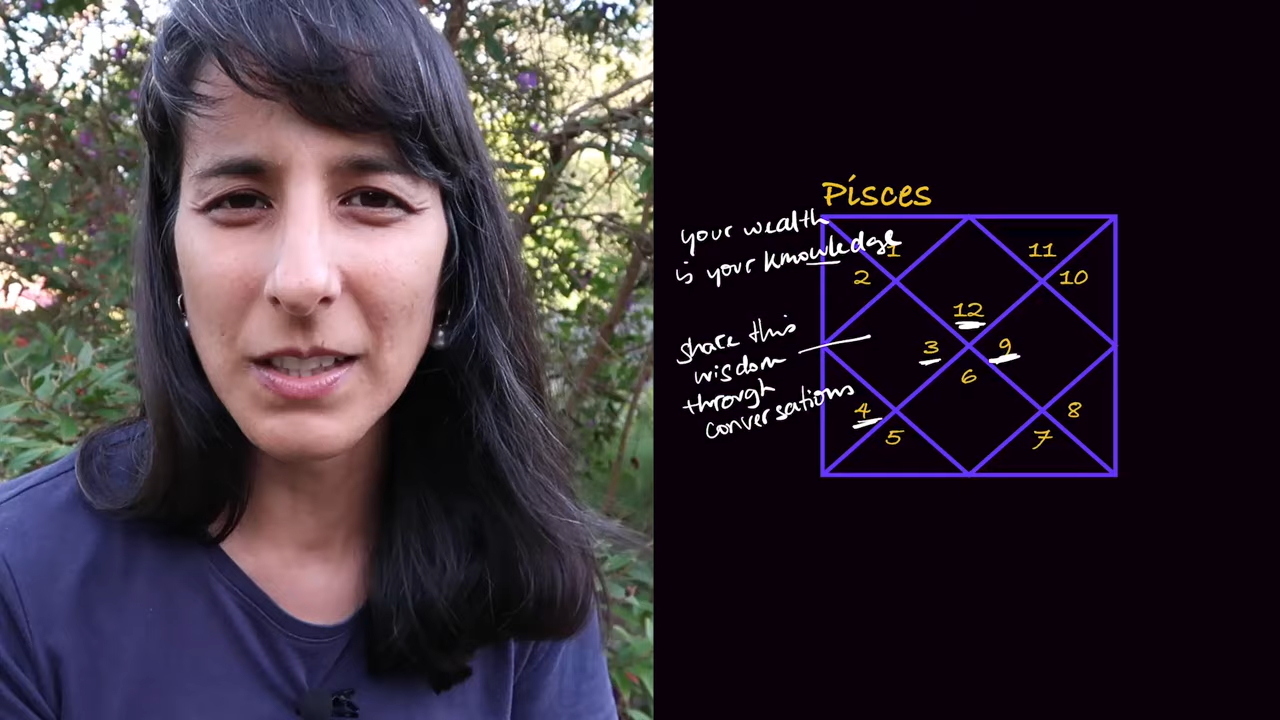 Pisces
your wealth
is your knowledge
share this
wisdom
through
conversations
1
2
11
10
12
3
9
6
4
5
8
7